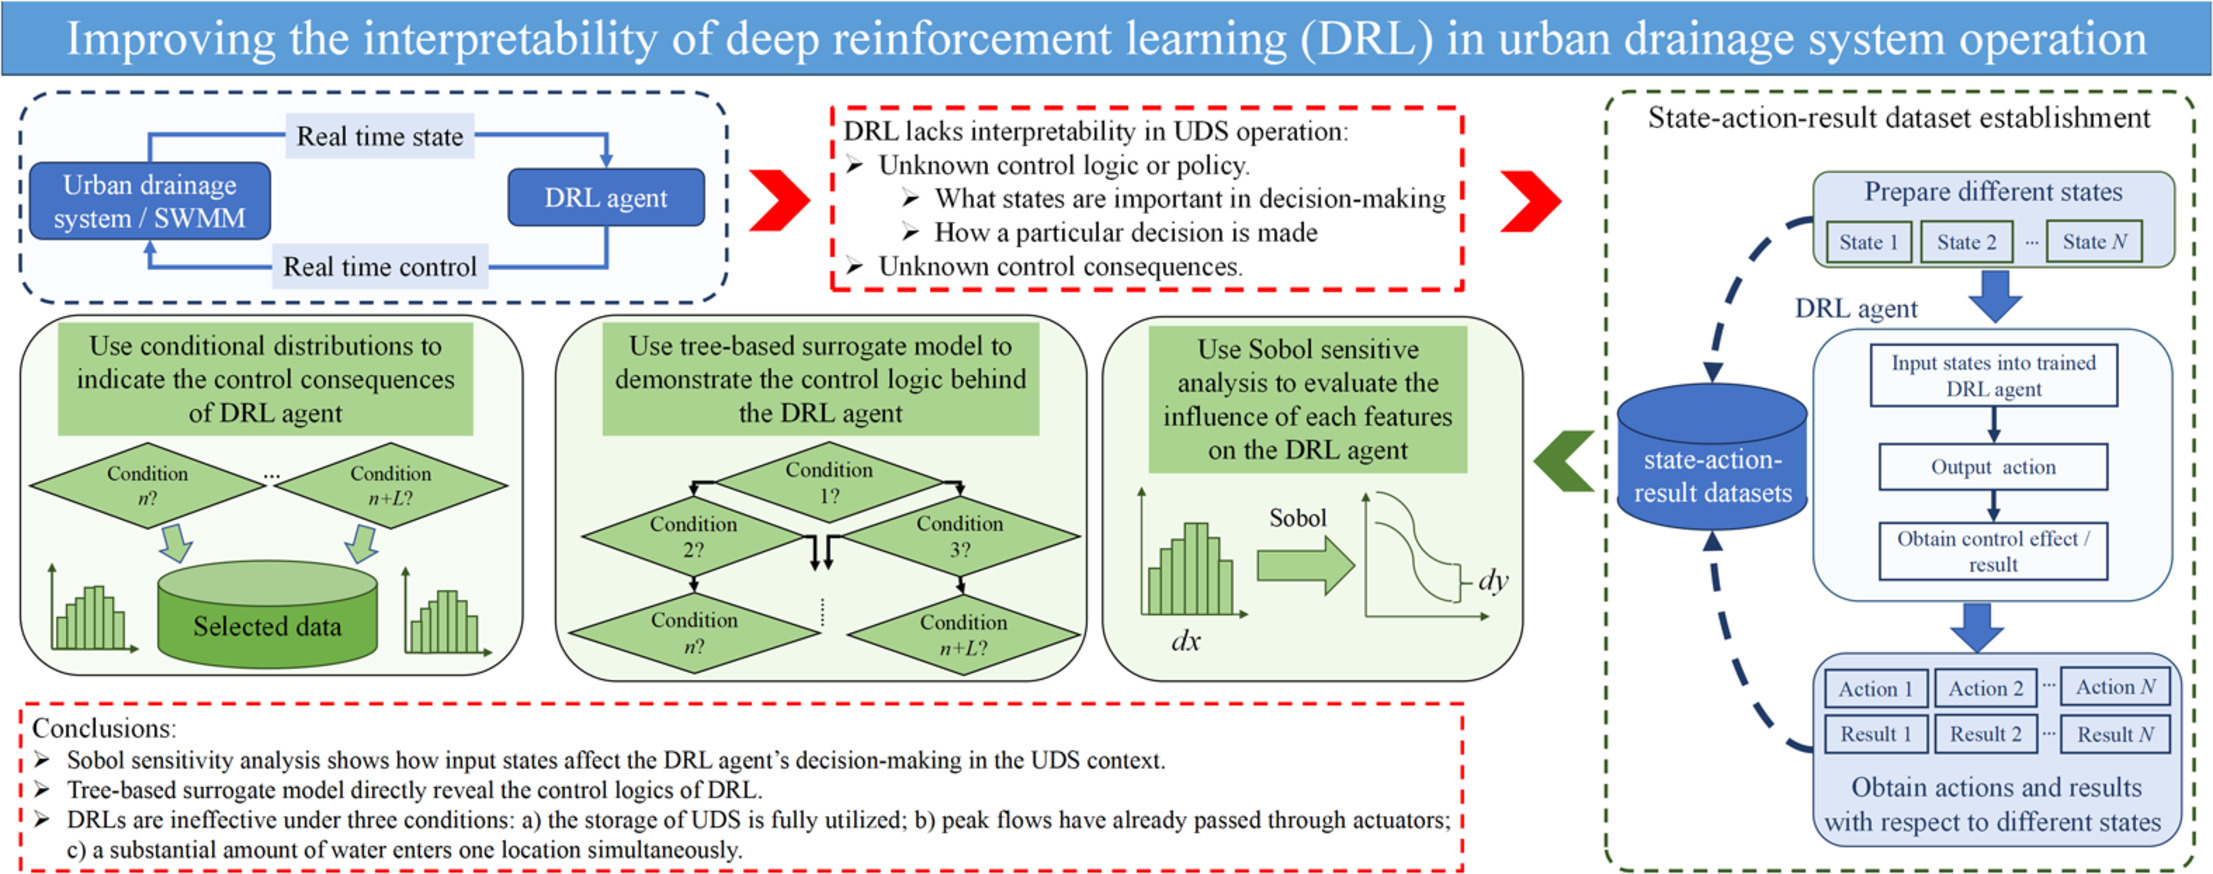 Improving the interpretability of deep reinforcement learning (DRL) in urban drainage system operation
Real time state
Urban drainage
system / SWMM
DRL agent
Real time control
DRL lacks interpretability in UDS operation:
➢ Unknown control logic or policy.
➢ What states are important in decision-making
➢ How a particular decision is made
➢ Unknown control consequences.
State-action-result dataset establishment
Prepare different states
State 1
State 2
...
State N
DRL agent
Input states into trained
DRL agent
Output action
Obtain control effect /
result
state-action-
result datasets
Action 1
Action 2
...
Action N
Result 1
Result 2
...
Result N
Obtain actions and results
with respect to different states
Use conditional distributions to
indicate the control consequences
of DRL agent
Condition
n?
...
Condition
n+L?
Selected data
Use tree-based surrogate model to
demonstrate the control logic behind
the DRL agent
Condition
1?
Condition
2?
Condition
3?
Condition
n?
Condition
n+L?
Use Sobol sensitive
analysis to evaluate the
influence of each features
on the DRL agent
Sobol
dx
dy
Conclusions:
➢ Sobol sensitivity analysis shows how input states affect the DRL agent's decision-making in the UDS context.
➢ Tree-based surrogate model directly reveal the control logics of DRL.
➢ DRLs are ineffective under three conditions: a) the storage of UDS is fully utilized; b) peak flows have already passed through actuators;
c) a substantial amount of water enters one location simultaneously.